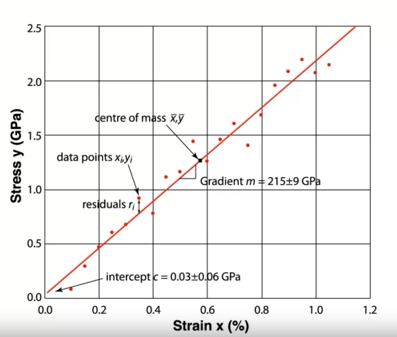 2.5
2.0
1.5
1.0
0.5
0.0
Stress y (GPa)
centre of mass x̅,y̅
data points xᵢ,yᵢ
Gradient m = 215±9 GPa
residuals rᵢ
intercept c = 0.03±0.06 GPa
0.0 0.2 0.4 0.6 0.8 1.0 1.2
Strain x (%)